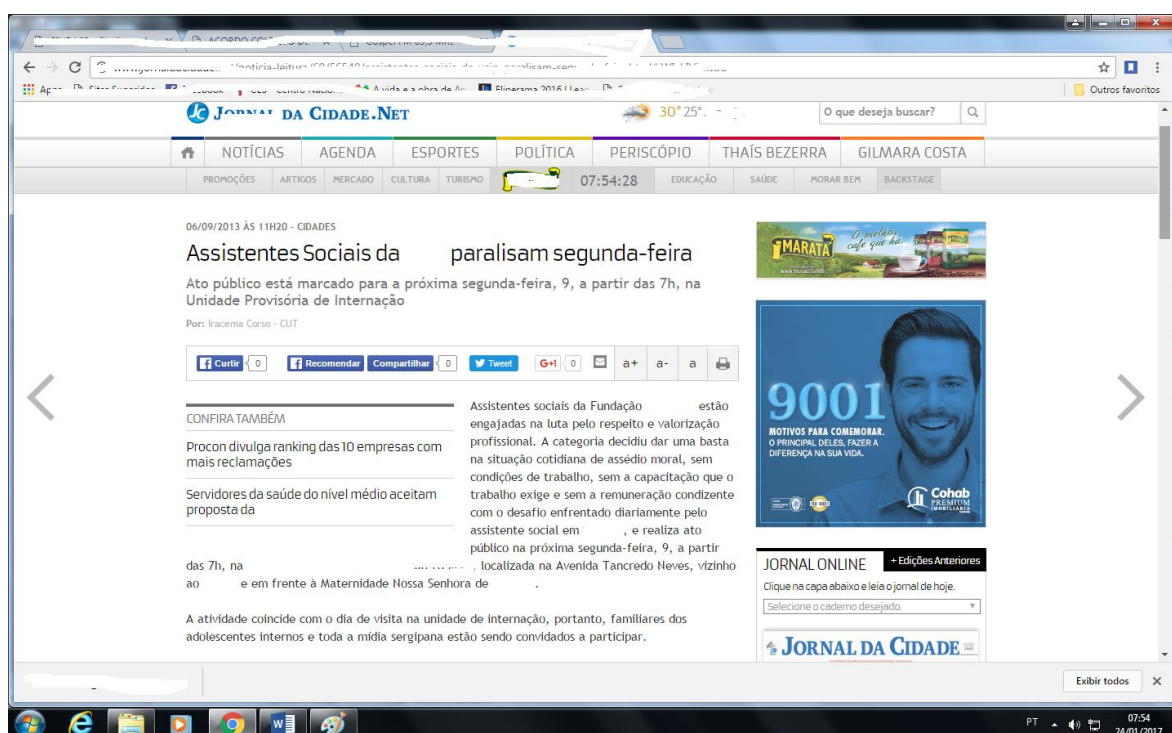 ACORDO
www.jornaldacidade
Outros favoritos
JORNAL DA CIDADE.NET
30° 25°
O que deseja buscar?
NOTÍCIAS AGENDA ESPORTES POLÍTICA PERISCÓPIO THAÍS BEZERRA GILMARA COSTA
PROMOÇÕES ARTIGOS MERCADO CULTURA TURISMO 07:54:28 EDUCAÇÃO SAÚDE MORAR BEM BACKSTAGE
06/09/2013 ÀS 11H20 - CIDADES
Assistentes Sociais da paralisam segunda-feira
Ato público está marcado para a próxima segunda-feira, 9, a partir das 7h, na
Unidade Provisória de Internação
Por: Iracema Corso - CUT
Curtir 0 Recomendar Compartilhar 0 Tweet G+1 0 a+ a- a
CONFIRA TAMBÉM
Procon divulga ranking das 10 empresas com
mais reclamações
Servidores da saúde do nível médio aceitam
proposta da
Assistentes sociais da Fundação estão
engajadas na luta pelo respeito e valorização
profissional. A categoria decidiu dar uma basta
na situação cotidiana de assédio moral, sem
condições de trabalho, sem a capacitação que o
trabalho exige e sem a remuneração condizente
com o desafio enfrentado diariamente pelo
assistente social em , e realiza ato
público na próxima segunda-feira, 9, a partir
das 7h, na , localizada na Avenida Tancredo Neves, vizinho
ao e em frente à Maternidade Nossa Senhora de .
A atividade coincide com o dia de visita na unidade de internação, portanto, familiares dos
adolescentes internos e toda a mídia sergipana estão sendo convidados a participar.
MARATÁ
O melhor
café que há.
9001
MOTIVOS PARA COMEMORAR.
O PRINCIPAL DELES, FAZER A
DIFERENÇA NA SUA VIDA.
Cohab
PREMIUM
IMOBILIÁRIA
JORNAL ONLINE + Edições Anteriores
Clique na capa abaixo e leia o jornal de hoje.
Selecione o caderno desejado.
JORNAL DA CIDADE
Exibir todos
PT 07:54
24/01/2017